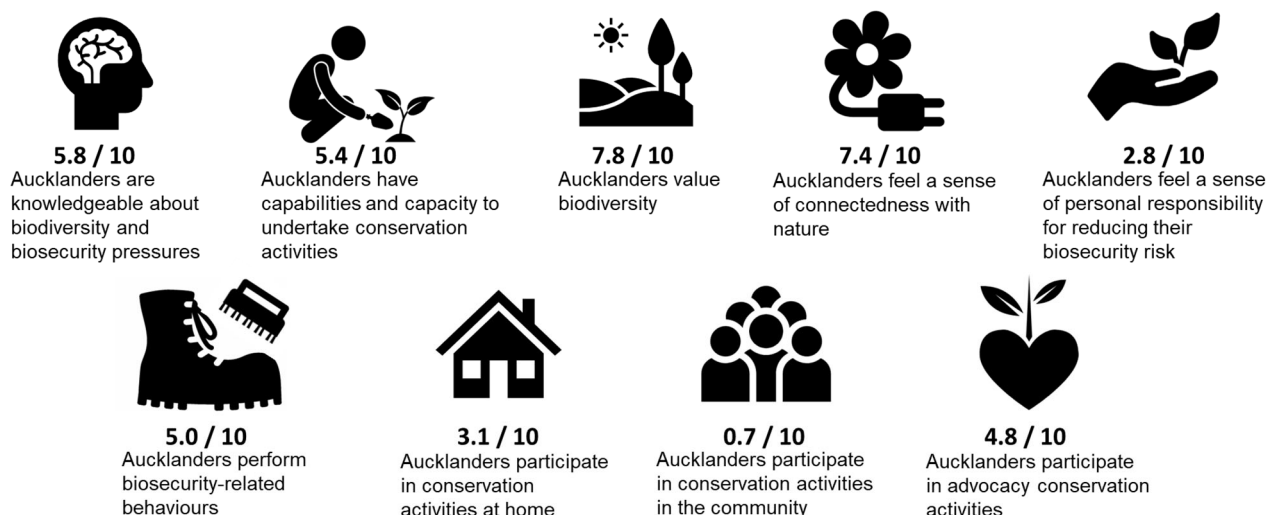 5.8 / 10
Aucklanders are
knowledgeable about
biodiversity and
biosecurity pressures
5.4 / 10
Aucklanders have
capabilities and capacity to
undertake conservation
activities
7.8 / 10
Aucklanders value
biodiversity
7.4 / 10
Aucklanders feel a sense
of connectedness with
nature
2.8 / 10
Aucklanders feel a sense
of personal responsibility
for reducing their
biosecurity risk
5.0 / 10
Aucklanders perform
biosecurity-related
behaviours
3.1 / 10
Aucklanders participate
in conservation
activities at home
0.7 / 10
Aucklanders participate
in conservation activities
in the community
4.8 / 10
Aucklanders participate
in advocacy conservation
activities